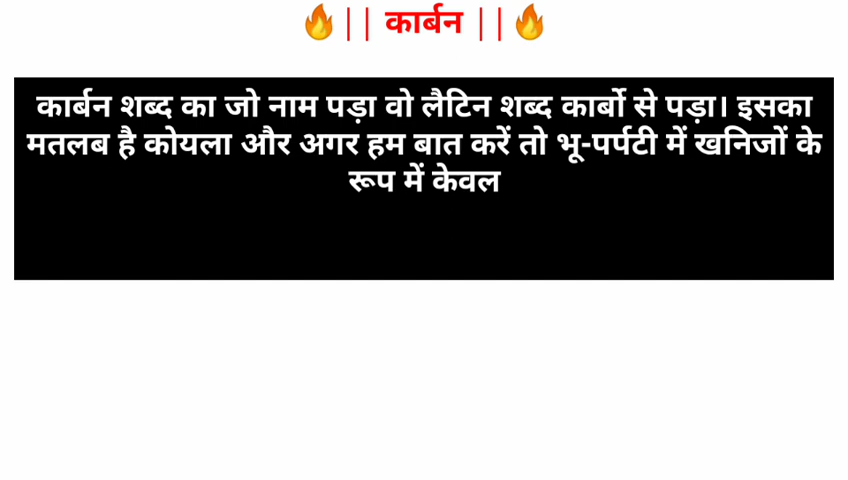 🔥|| कार्बन ||🔥
कार्बन शब्द का जो नाम पड़ा वो लैटिन शब्द कार्बो से पड़ा। इसका
मतलब है कोयला और अगर हम बात करें तो भू-पर्पटी में खनिजों के
रूप में केवल